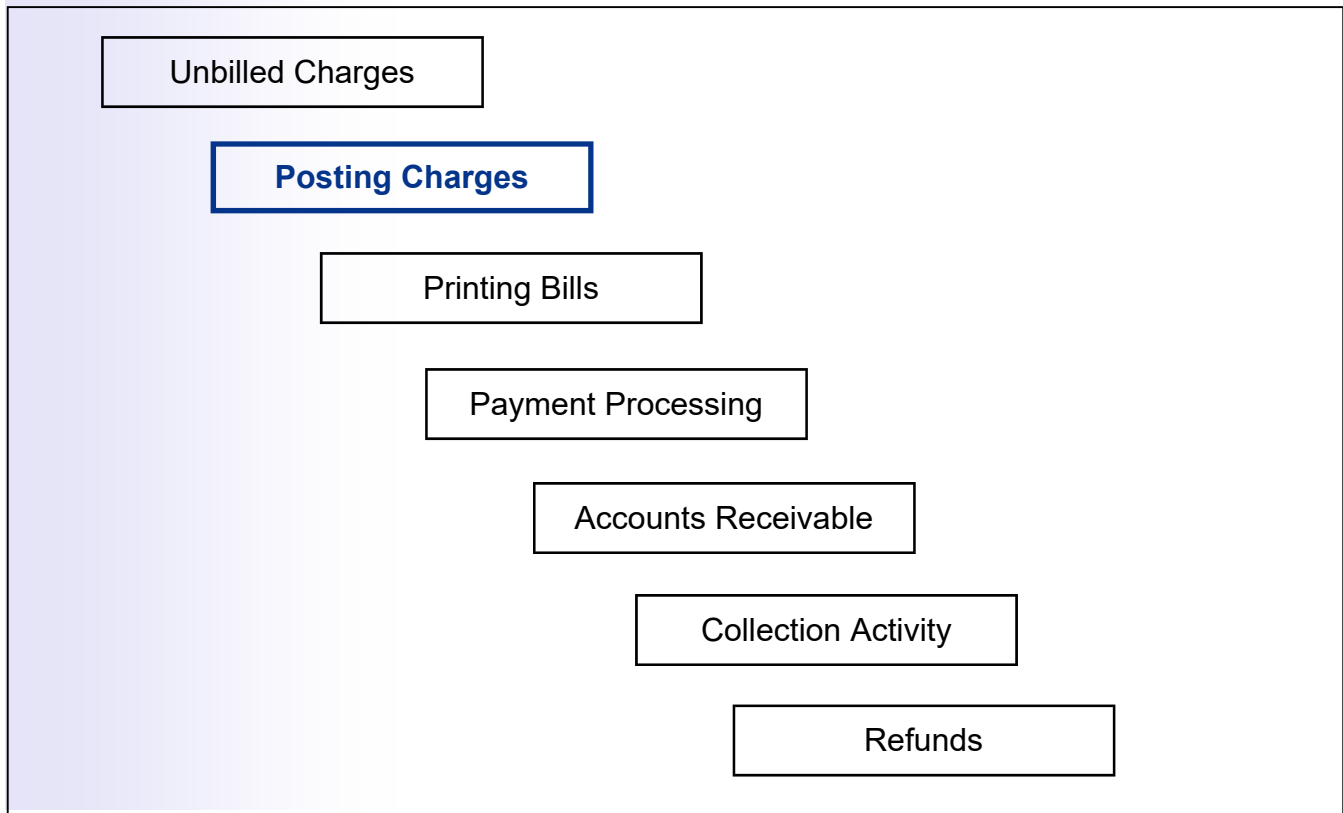 Unbilled Charges
Posting Charges
Printing Bills
Payment Processing
Accounts Receivable
Collection Activity
Refunds